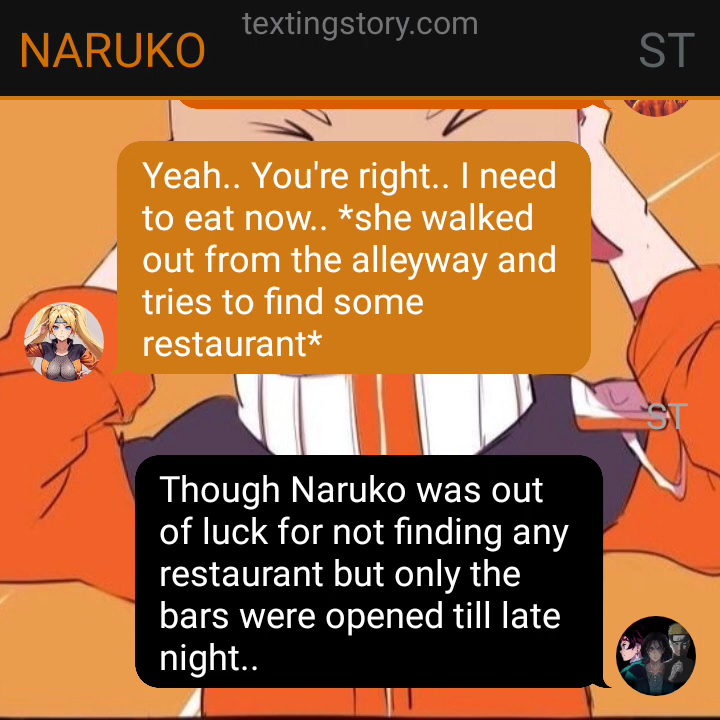 textingstory.com
NARUKO
ST
Yeah.. You're right.. I need
to eat now.. *she walked
out from the alleyway and
tries to find some
restaurant*
ST
Though Naruko was out
of luck for not finding any
restaurant but only the
bars were opened till late
night..